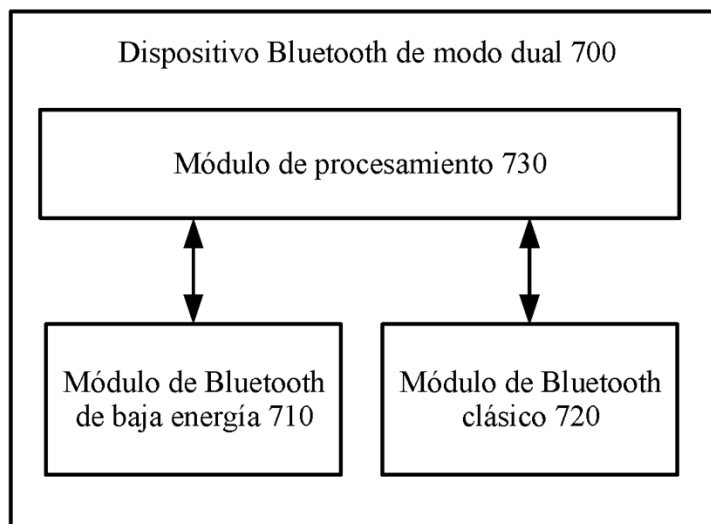 Dispositivo Bluetooth de modo dual 700
Módulo de procesamiento 730
Módulo de Bluetooth
de baja energía 710
Módulo de Bluetooth
clásico 720